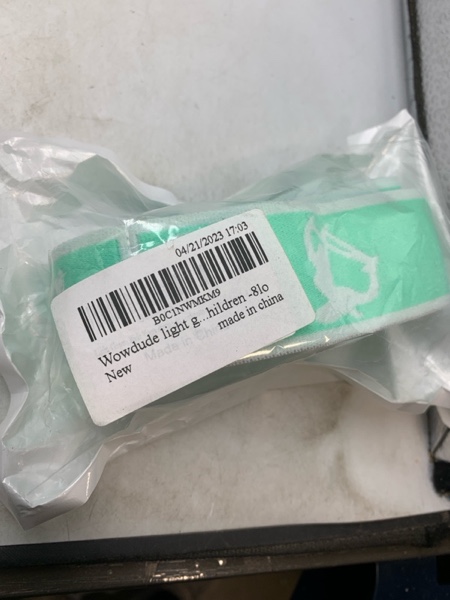 04/21/2023 17:03
B0C1NWMKM9
Wowdude light g...hildren -8lo
New
made in china